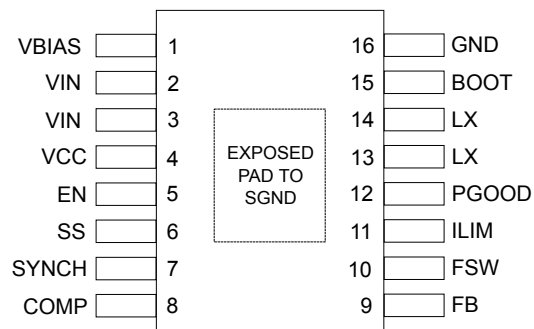 VBIAS 1 16 GND
VIN 2 15 BOOT
VIN 3 14 LX
VCC 4 13 LX
EN 5 12 PGOOD
SS 6 11 ILIM
SYNCH 7 10 FSW
COMP 8 9 FB
EXPOSED
PAD TO
SGND